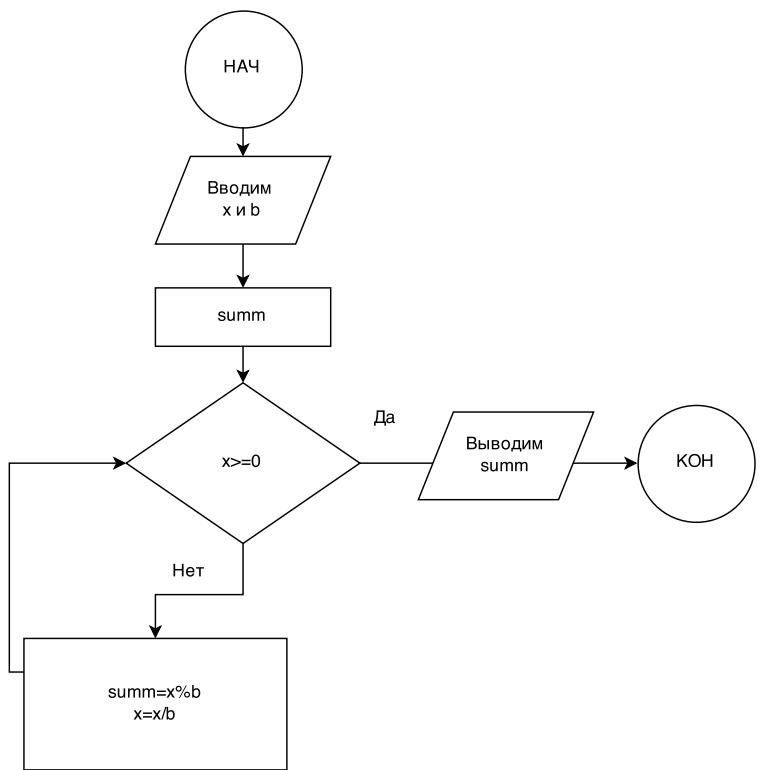 НАЧ
Вводим
x и b
summ
Да
x>=0
Выводим
summ
КОН
Нет
summ=x%b
x=x/b